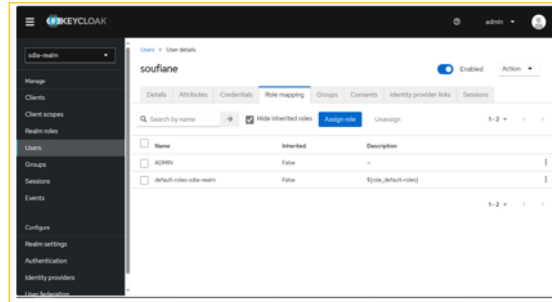 KEYCLOAK
admin
sdia-realm
Manage
Clients
Client scopes
Realm roles
Users
Groups
Sessions
Events
Configure
Realm settings
Authentication
Identity providers
User federation
Users > User details
soufiane
Enabled
Action
Details Attributes Credentials Role mapping Groups Consents Identity provider links Sessions
Search by name Hide inherited roles Assign role Unassign 1-2
Name Inherited Description
ADMIN False –
default-roles-sdia-realm False ${role_default-roles}
1-2